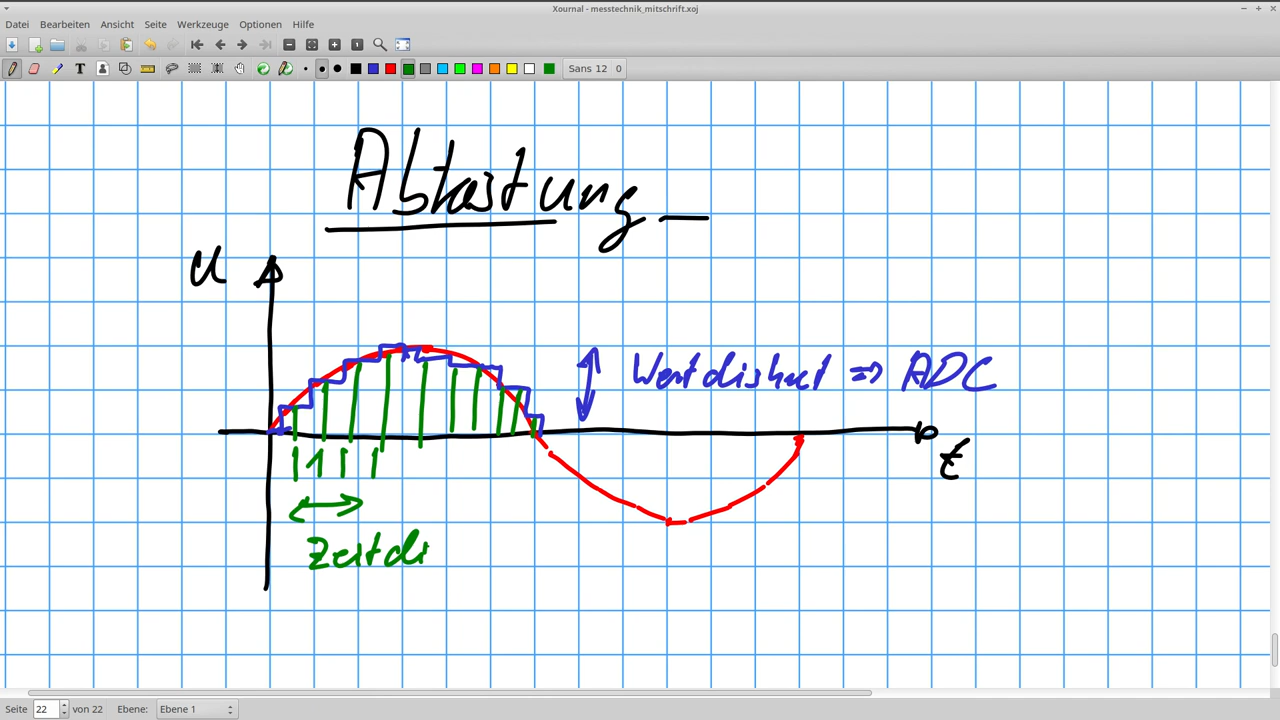 Xournal - messtechnik_mitschrift.xoj
Datei Bearbeiten Ansicht Seite Werkzeuge Optionen Hilfe
Sans 12 0
Abtastung
u
Wertdiskret => ADC
t
Zeitdi
Seite 22 von 22 Ebene: Ebene 1